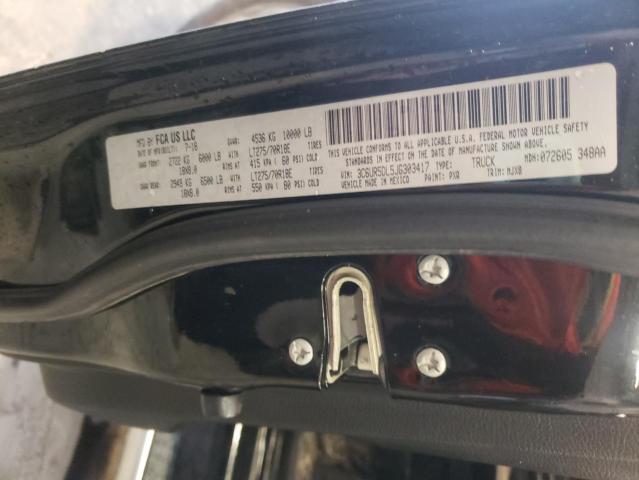 MFD BY FCA US LLC
DATE OF MFR(BUILT): 7-18 GVWR: 4536 KG 10000 LB
GAWR FRONT: 2722 KG 6000 LB WITH LT275/70R18E
18X8.0 RIMS AT 415 KPA ( 60 PSI) COLD
GAWR REAR: 2948 KG 6500 LB WITH LT275/70R18E
18X8.0 RIMS AT 550 KPA ( 80 PSI) COLD
THIS VEHICLE CONFORMS TO ALL APPLICABLE U.S.A. FEDERAL MOTOR VEHICLE SAFETY
STANDARDS IN EFFECT ON THE DATE OF MANUFACTURE SHOWN ABOVE.
VIN: 3C6UR5DL5JG303417 TYPE: TRUCK MDH: 072605 348AA
VEHICLE MADE IN MEXICO PAINT: PXR TRIM: MJX8